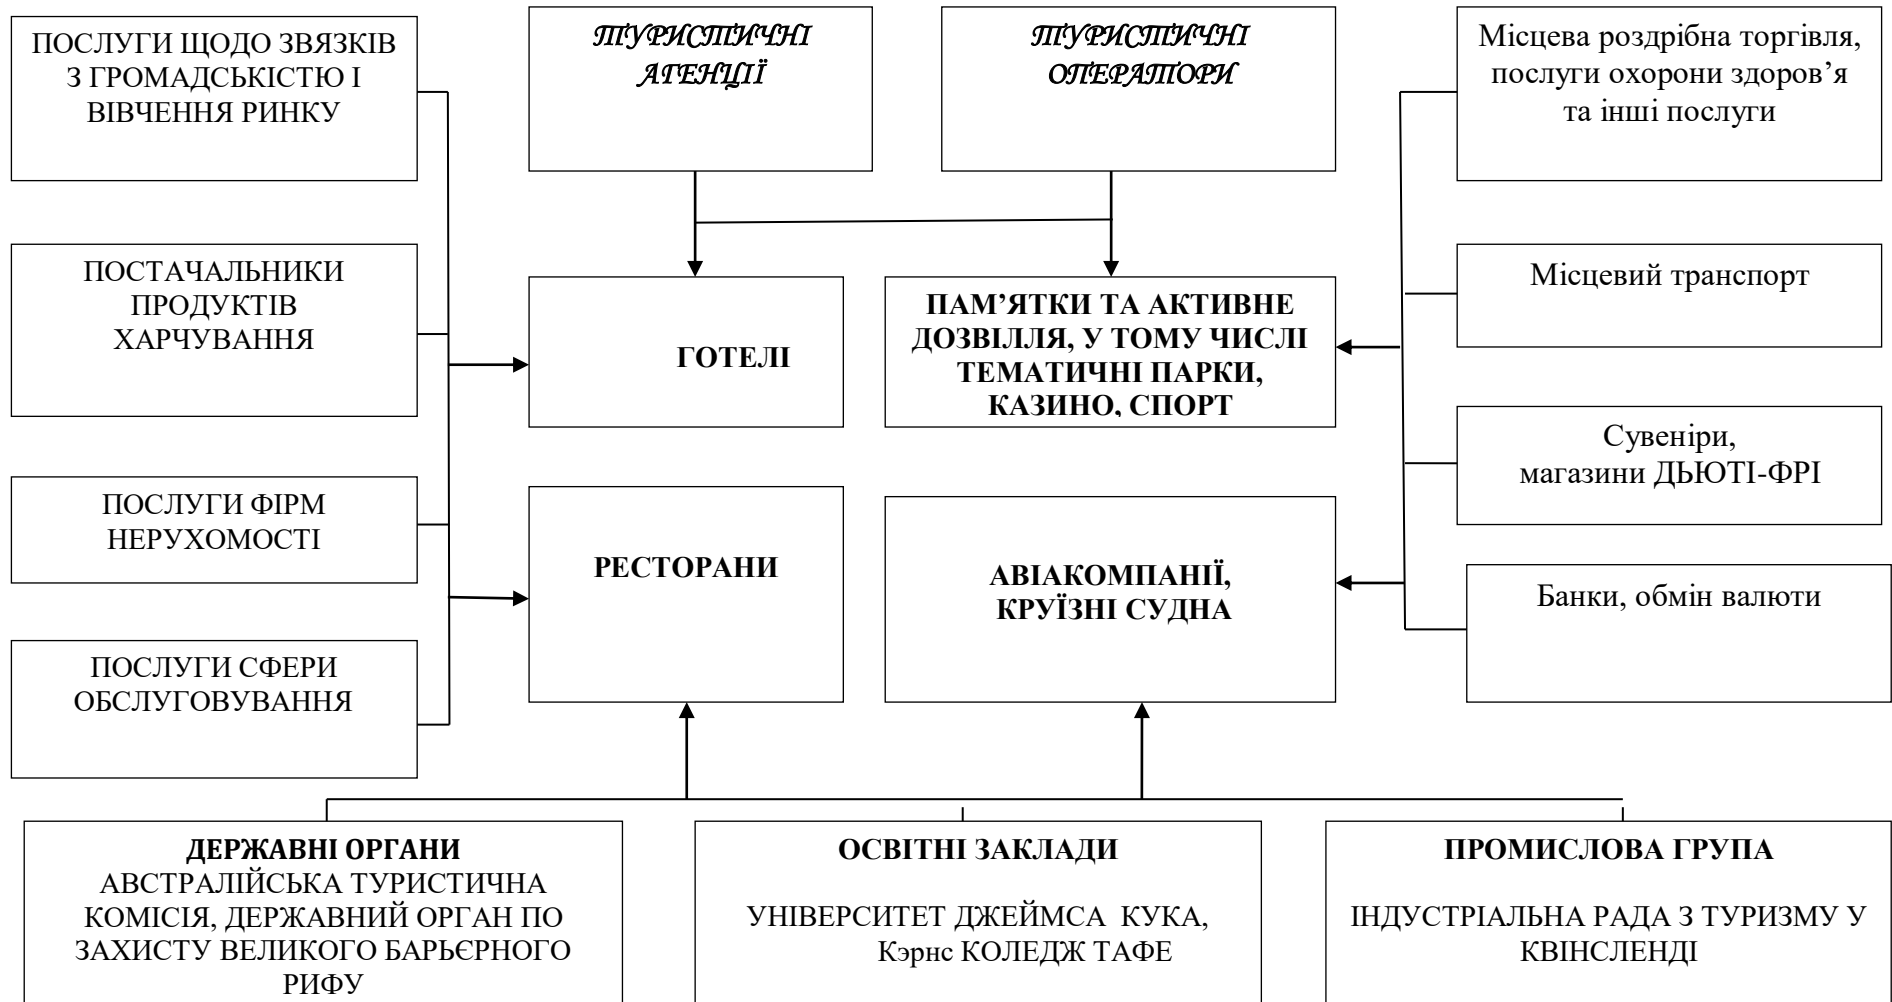 ПОСЛУГИ ЩОДО ЗВЯЗКІВ
З ГРОМАДСЬКІСТЮ І
ВІВЧЕННЯ РИНКУ
ТУРИСТИЧНІ
АГЕНЦІЇ
ТУРИСТИЧНІ
ОПЕРАТОРИ
Місцева роздрібна торгівля,
послуги охорони здоров’я
та інші послуги
ПОСТАЧАЛЬНИКИ
ПРОДУКТІВ
ХАРЧУВАННЯ
ГОТЕЛІ
ПАМ’ЯТКИ ТА АКТИВНЕ
ДОЗВІЛЛЯ, У ТОМУ ЧИСЛІ
ТЕМАТИЧНІ ПАРКИ,
КАЗИНО, СПОРТ
Місцевий транспорт
Сувеніри,
магазини ДЬЮТІ-ФРІ
ПОСЛУГИ ФІРМ
НЕРУХОМОСТІ
РЕСТОРАНИ
АВІАКОМПАНІЇ,
КРУЇЗНІ СУДНА
Банки, обмін валюти
ПОСЛУГИ СФЕРИ
ОБСЛУГОВУВАННЯ
ДЕРЖАВНІ ОРГАНИ
АВСТРАЛІЙСЬКА ТУРИСТИЧНА
КОМІСІЯ, ДЕРЖАВНИЙ ОРГАН ПО
ЗАХИСТУ ВЕЛИКОГО БАРЬЄРНОГО
РИФУ
ОСВІТНІ ЗАКЛАДИ
УНІВЕРСИТЕТ ДЖЕЙМСА КУКА,
Кэрнс КОЛЕДЖ ТАФЕ
ПРОМИСЛОВА ГРУПА
ІНДУСТРІАЛЬНА РАДА З ТУРИЗМУ У
КВІНСЛЕНДІ